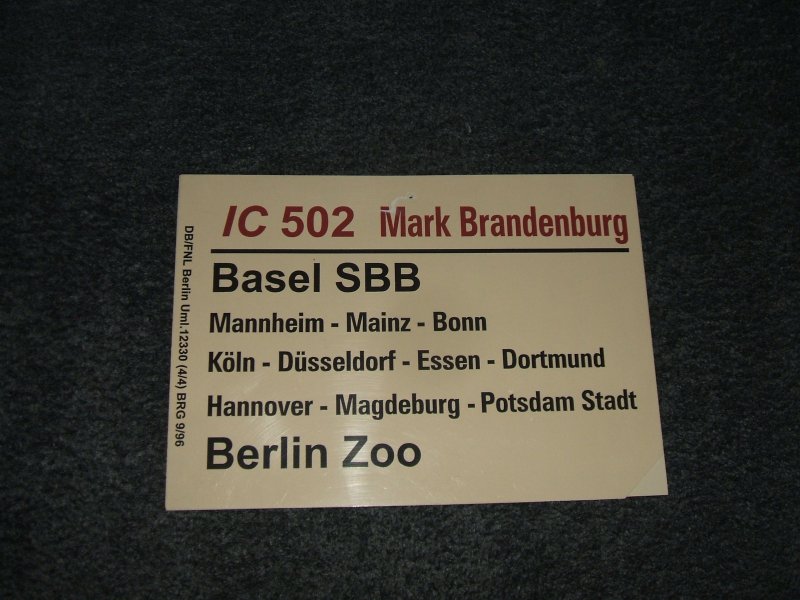 IC 502 Mark Brandenburg
Basel SBB
Mannheim - Mainz - Bonn
Köln - Düsseldorf - Essen - Dortmund
Hannover - Magdeburg - Potsdam Stadt
Berlin Zoo
DB/FNL Berlin Uml.12330 (4/4) BRG 9/96